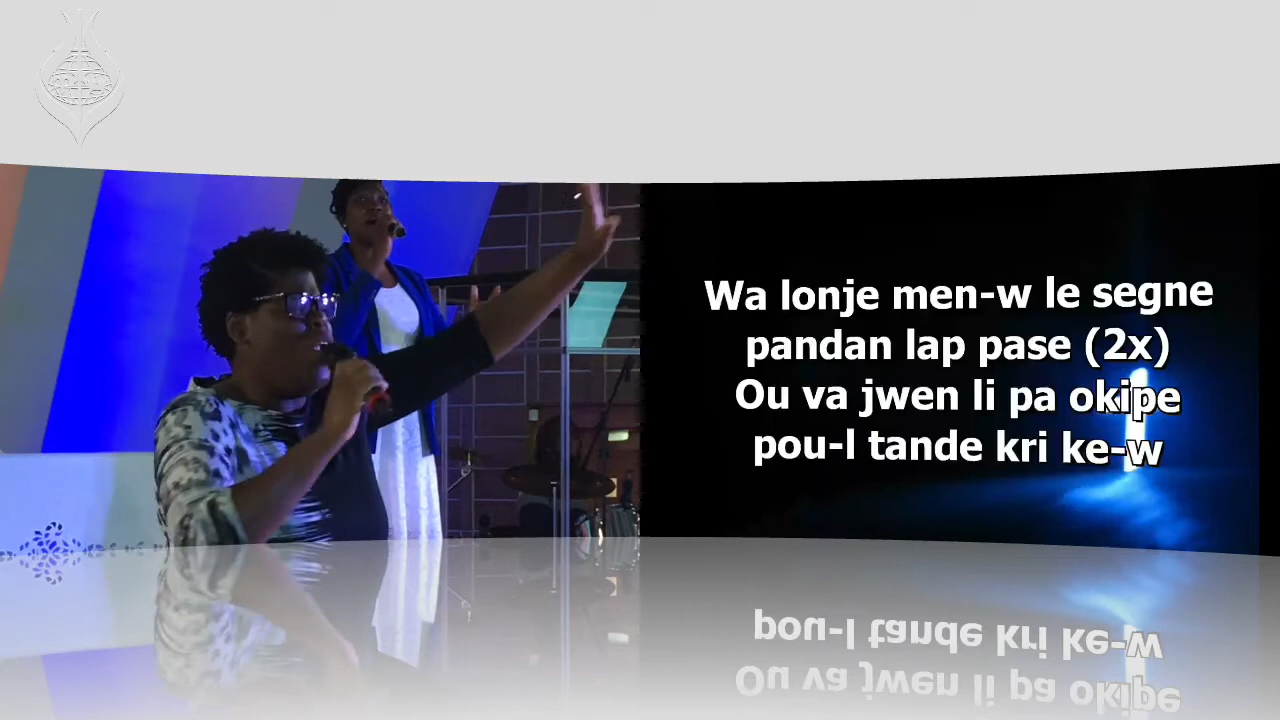 Wa lonje men-w le segne
pandan lap pase (2x)
Ou va jwen li pa okipe
pou-l tande kri ke-w